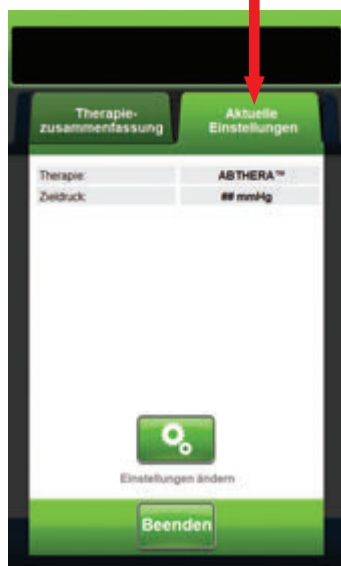 Therapie-
zusammenfassung
Aktuelle
Einstellungen
Therapie: ABTHERA™
Zieldruck: ## mmHg
Einstellungen ändern
Beenden